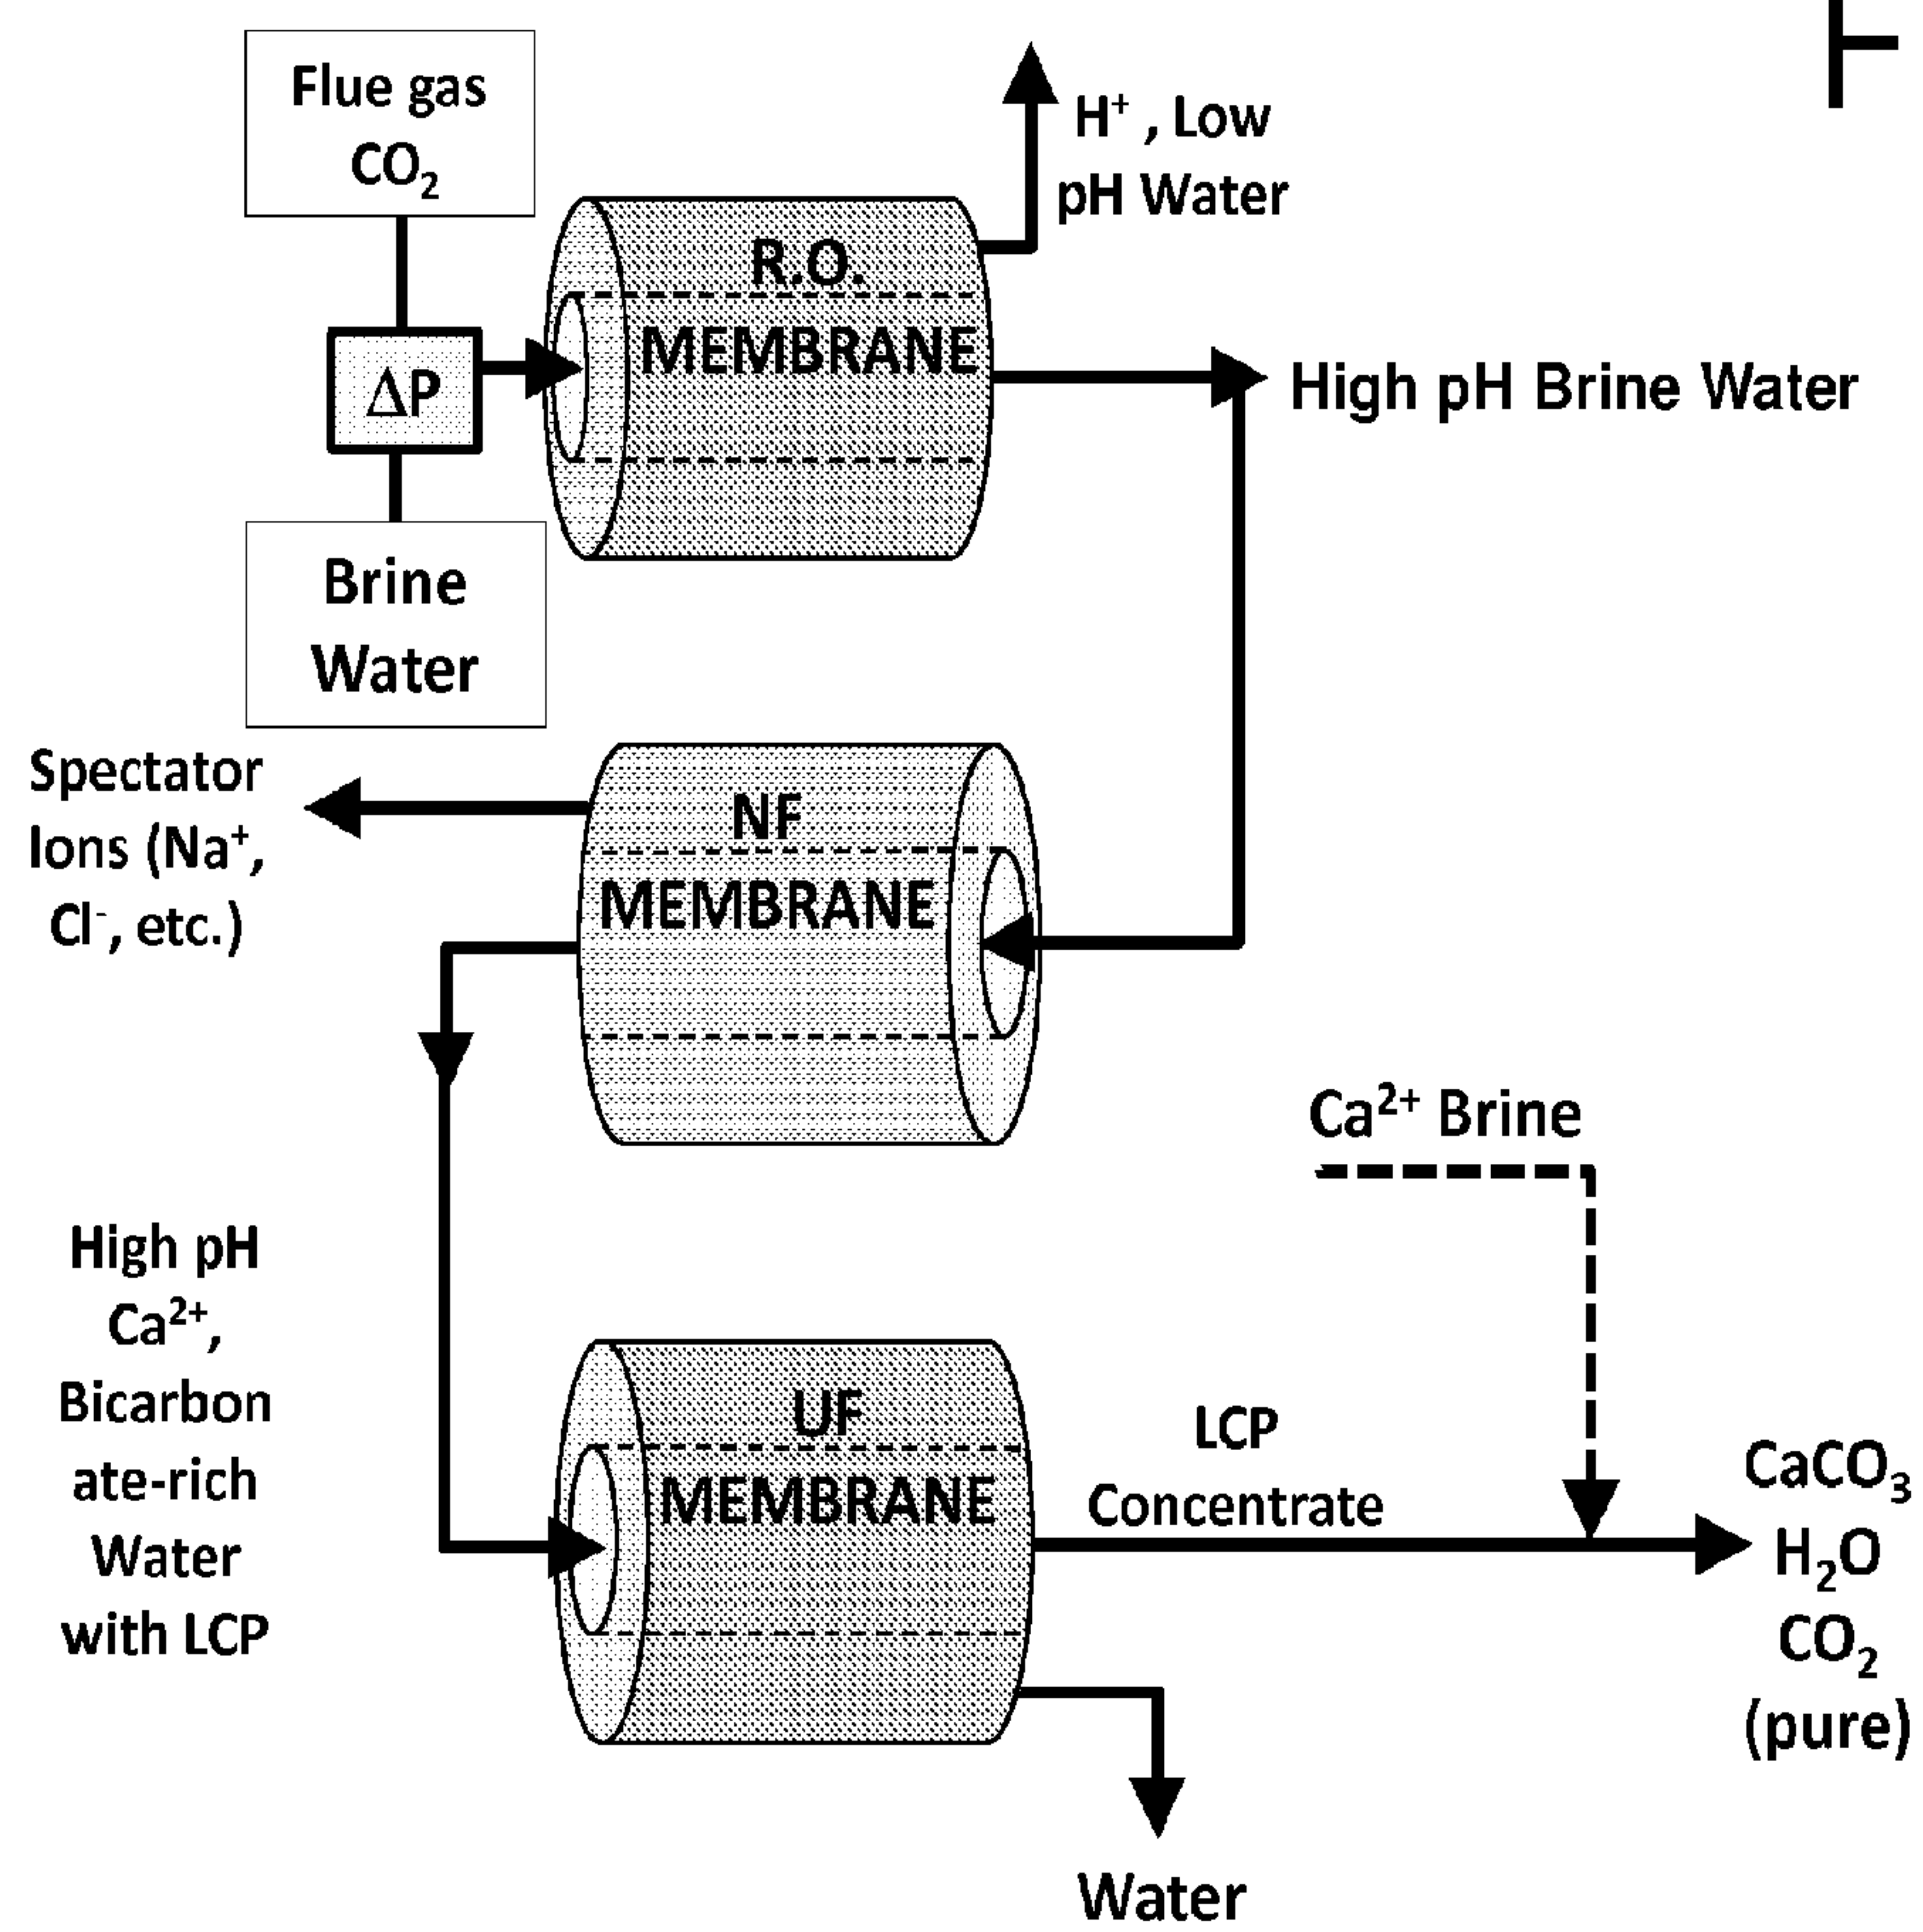 Flue gas
CO₂
H⁺ , Low
pH Water
R.O.
MEMBRANE
ΔP
High pH Brine Water
Brine
Water
Spectator
Ions (Na⁺,
Cl⁻, etc.)
NF
MEMBRANE
Ca²⁺ Brine
High pH
Ca²⁺,
Bicarbon
ate-rich
Water
with LCP
UF
MEMBRANE
LCP
Concentrate
CaCO₃
H₂O
CO₂
(pure)
Water